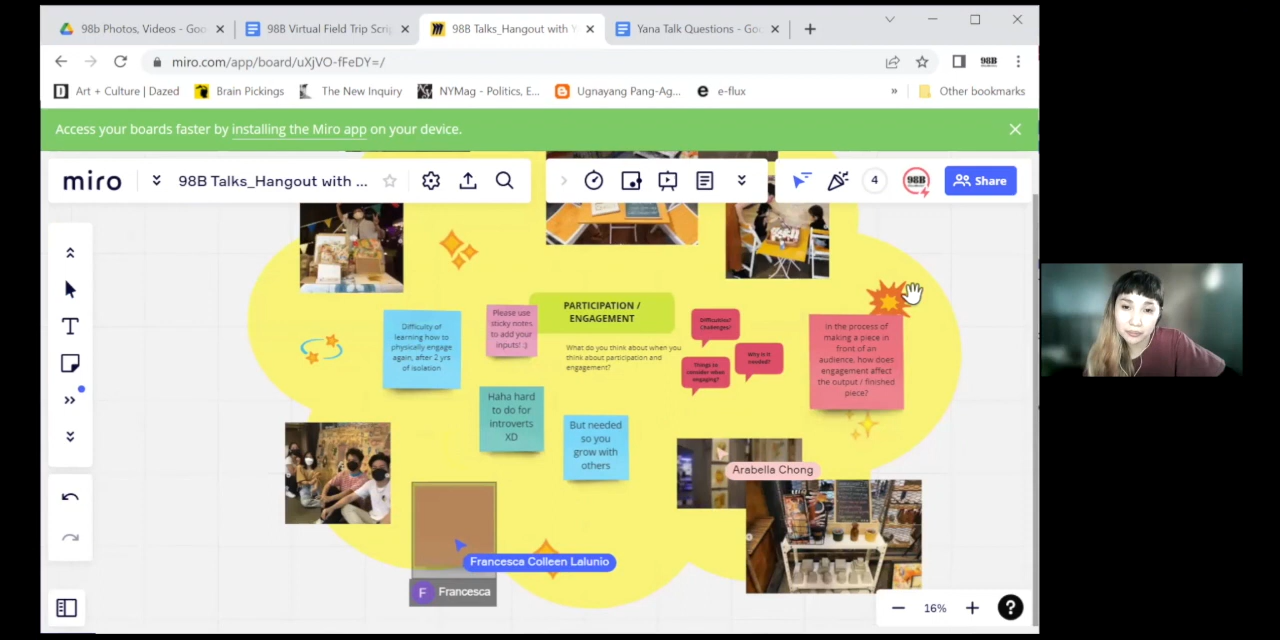 98b Photos, Videos - Goo
98B Virtual Field Trip Scrip
98B Talks_Hangout with Y
Yana Talk Questions - Goo
miro.com/app/board/uXjVO-fFeDY=/
98B
Art + Culture | Dazed
Brain Pickings
The New Inquiry
NYMag - Politics, E...
Ugnayang Pang-Ag...
e-flux
»
Other bookmarks
Access your boards faster by installing the Miro app on your device.
miro
98B Talks_Hangout with ...
4
98B
Share
PARTICIPATION /
ENGAGEMENT
What do you think about when you
think about participation and
engagement?
Difficulty of
learning how to
physically engage
again, after 2 yrs
of isolation
Please use
sticky notes
to add your
inputs! :)
Difficulties?
Challenges?
Why is it
needed?
Things to
consider when
engaging?
In the process of
making a piece in
front of an
audience, how does
engagement affect
the output / finished
piece?
Haha hard
to do for
introverts
XD
But needed
so you
grow with
others
Arabella Chong
Francesca Colleen Lalunio
F Francesca
16%
?